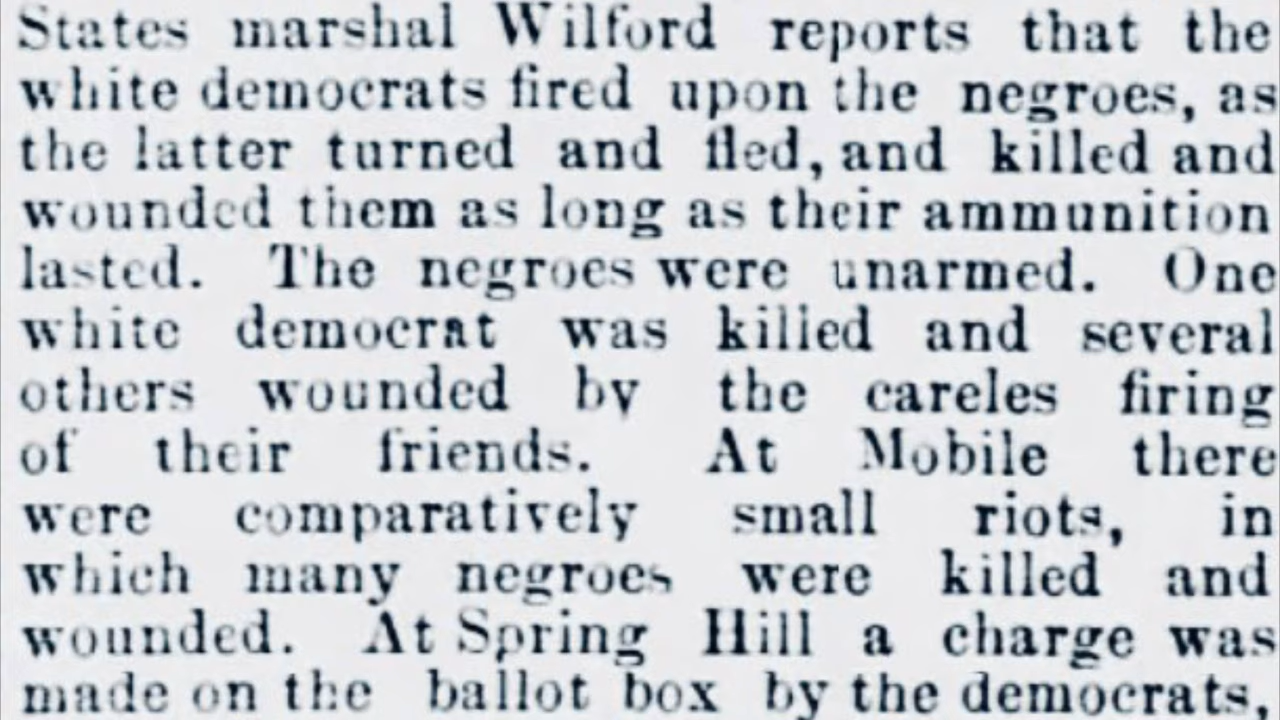 States marshal Wilford reports that the
white democrats fired upon the negroes, as
the latter turned and fled, and killed and
wounded them as long as their ammunition
lasted. The negroes were unarmed. One
white democrat was killed and several
others wounded by the careles firing
of their friends. At Mobile there
were comparatively small riots, in
which many negroes were killed and
wounded. At Spring Hill a charge was
made on the ballot box by the democrats,